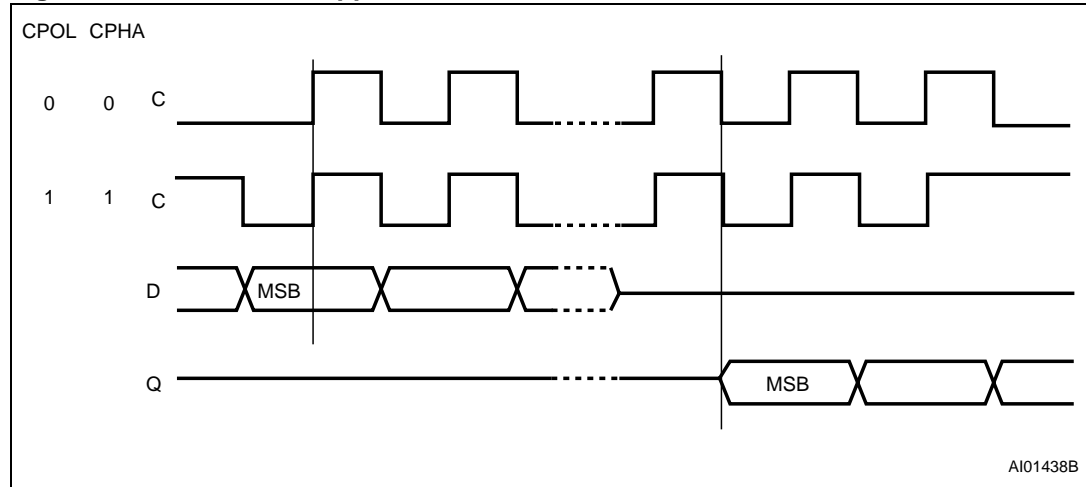 CPOL CPHA
0 0 C
1 1 C
D MSB
Q MSB
AI01438B